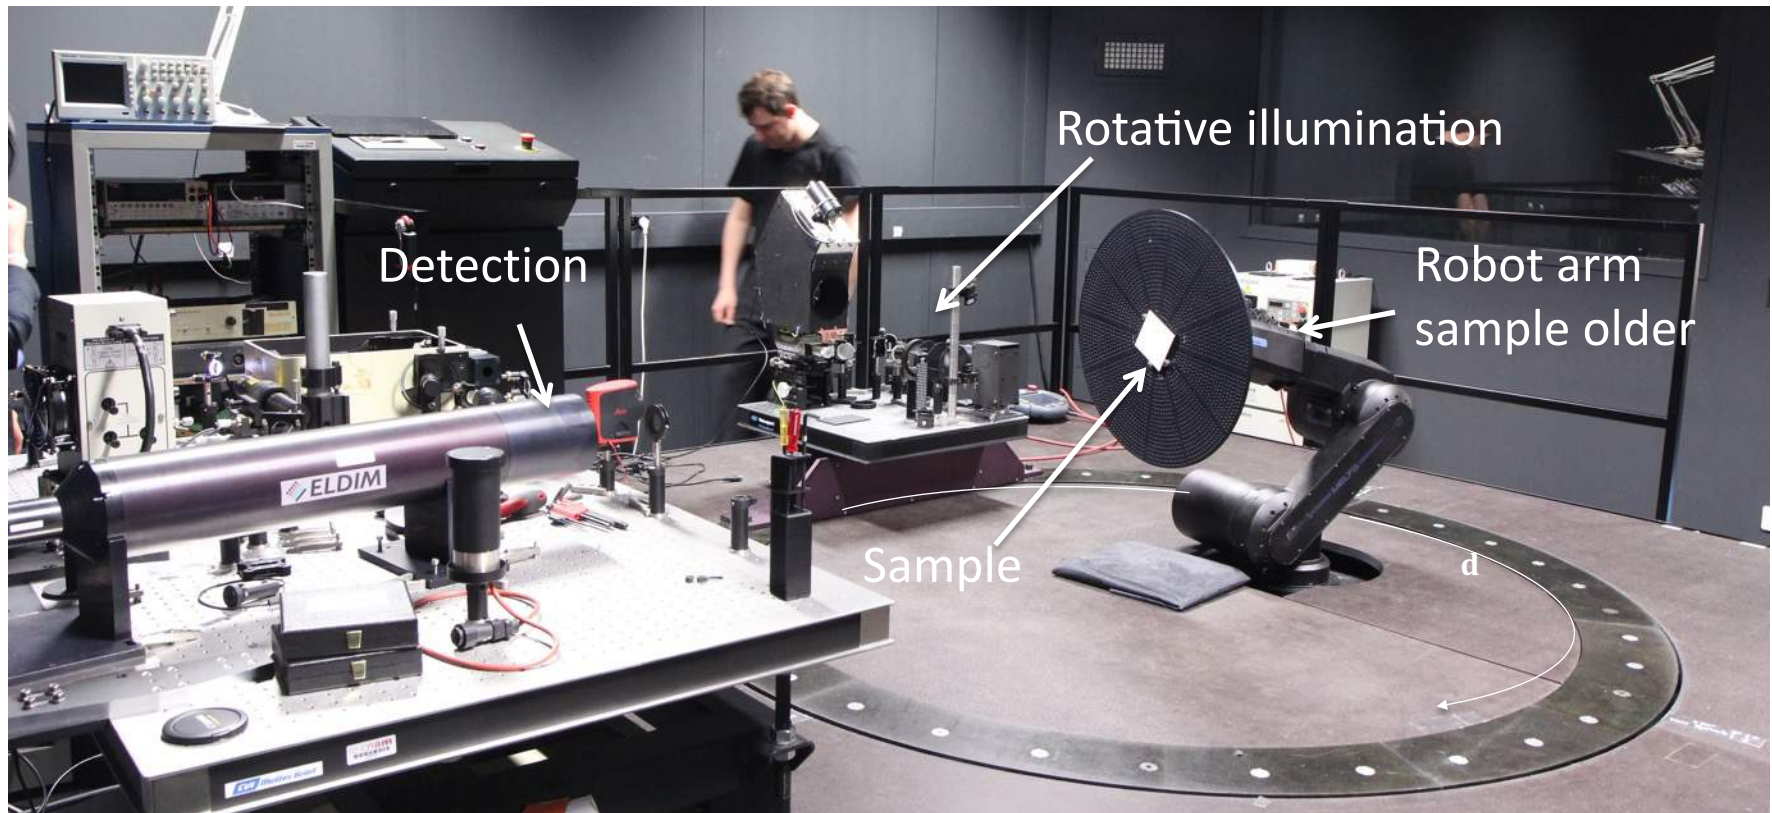 Rotative illumination
Detection
Robot arm
sample older
ELDIM
Sample
d